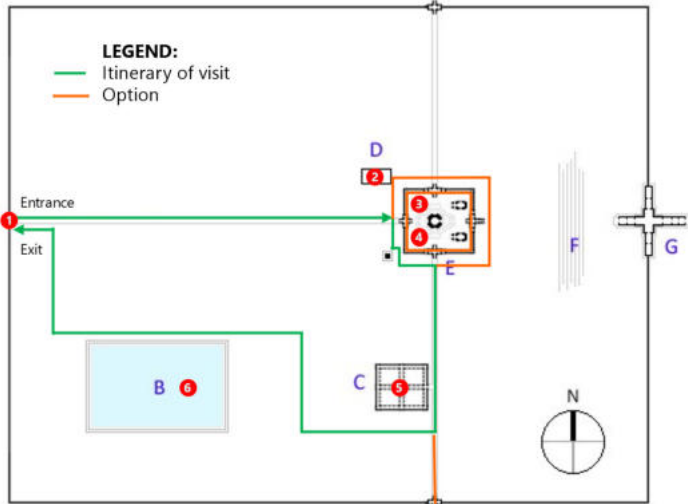 LEGEND:
Itinerary of visit
Option
D
2
Entrance
1
3
4
Exit
E
F
G
B
6
C
5
N